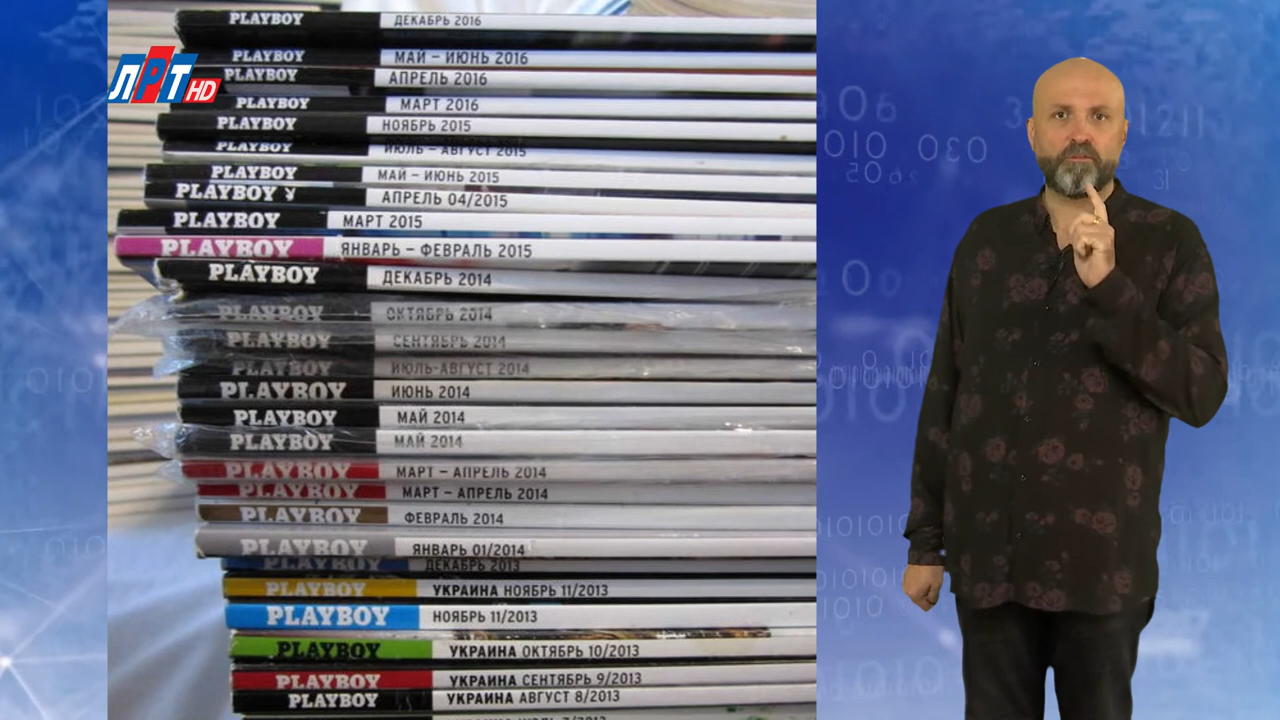 PLAYBOY ДЕКАБРЬ 2016
PLAYBOY МАЙ – ИЮНЬ 2016
ЛРТ HD
PLAYBOY АПРЕЛЬ 2016
PLAYBOY МАРТ 2016
PLAYBOY НОЯБРЬ 2015
PLAYBOY ИЮЛЬ – АВГУСТ 2015
PLAYBOY МАЙ – ИЮНЬ 2015
PLAYBOY АПРЕЛЬ 04/2015
PLAYBOY МАРТ 2015
PLAYBOY ЯНВАРЬ – ФЕВРАЛЬ 2015
PLAYBOY ДЕКАБРЬ 2014
PLAYBOY ОКТЯБРЬ 2014
PLAYBOY СЕНТЯБРЬ 2014
PLAYBOY ИЮЛЬ-АВГУСТ 2014
PLAYBOY ИЮНЬ 2014
PLAYBOY МАЙ 2014
PLAYBOY МАЙ 2014
PLAYBOY МАРТ – АПРЕЛЬ 2014
PLAYBOY МАРТ – АПРЕЛЬ 2014
PLAYBOY ФЕВРАЛЬ 2014
PLAYBOY ЯНВАРЬ 01/2014
PLAYBOY ДЕКАБРЬ 2013
PLAYBOY УКРАИНА НОЯБРЬ 11/2013
PLAYBOY НОЯБРЬ 11/2013
PLAYBOY УКРАИНА ОКТЯБРЬ 10/2013
PLAYBOY УКРАИНА СЕНТЯБРЬ 9/2013
PLAYBOY УКРАИНА АВГУСТ 8/2013